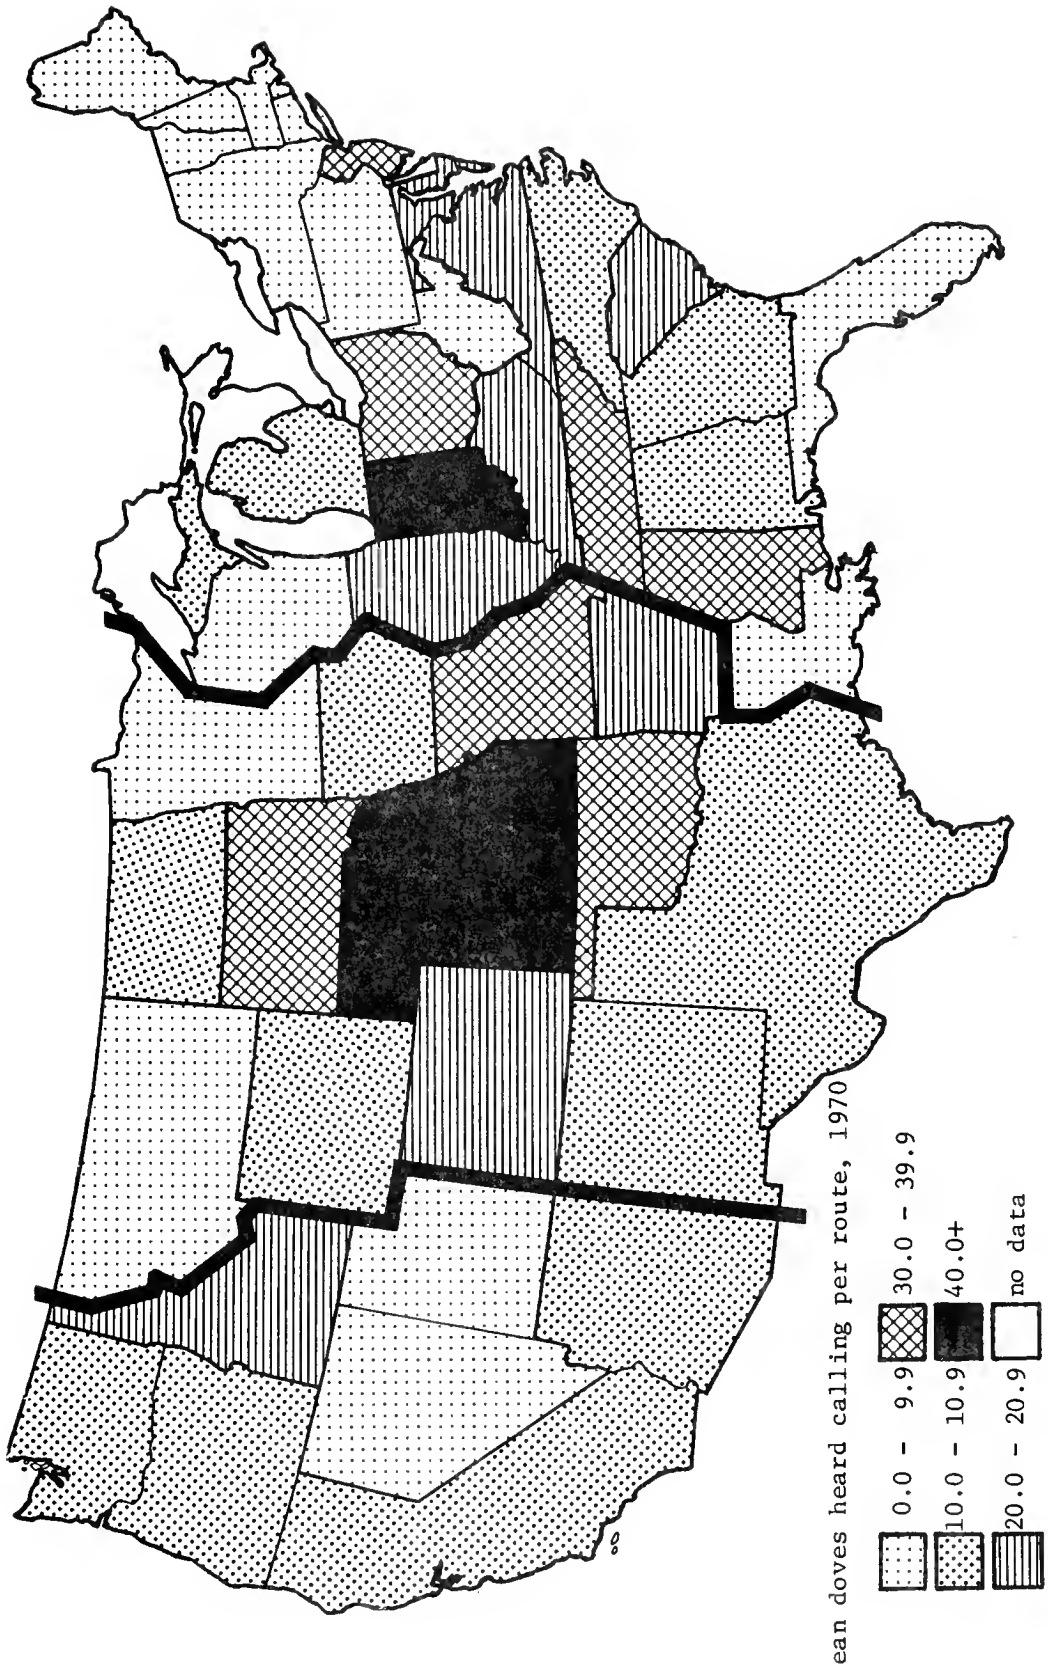 ean doves heard calling per route, 1970
0.0 - 9.9 30.0 - 39.9
10.0 - 10.9 40.0+
20.0 - 20.9 no data